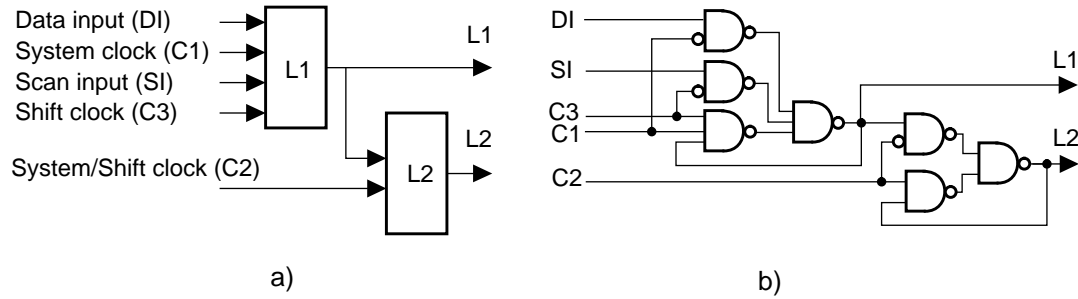 Data input (DI)
System clock (C1)
Scan input (SI)
Shift clock (C3)
System/Shift clock (C2)
L1
L1
L2
L2
a)
DI
SI
C3
C1
C2
L1
L2
b)